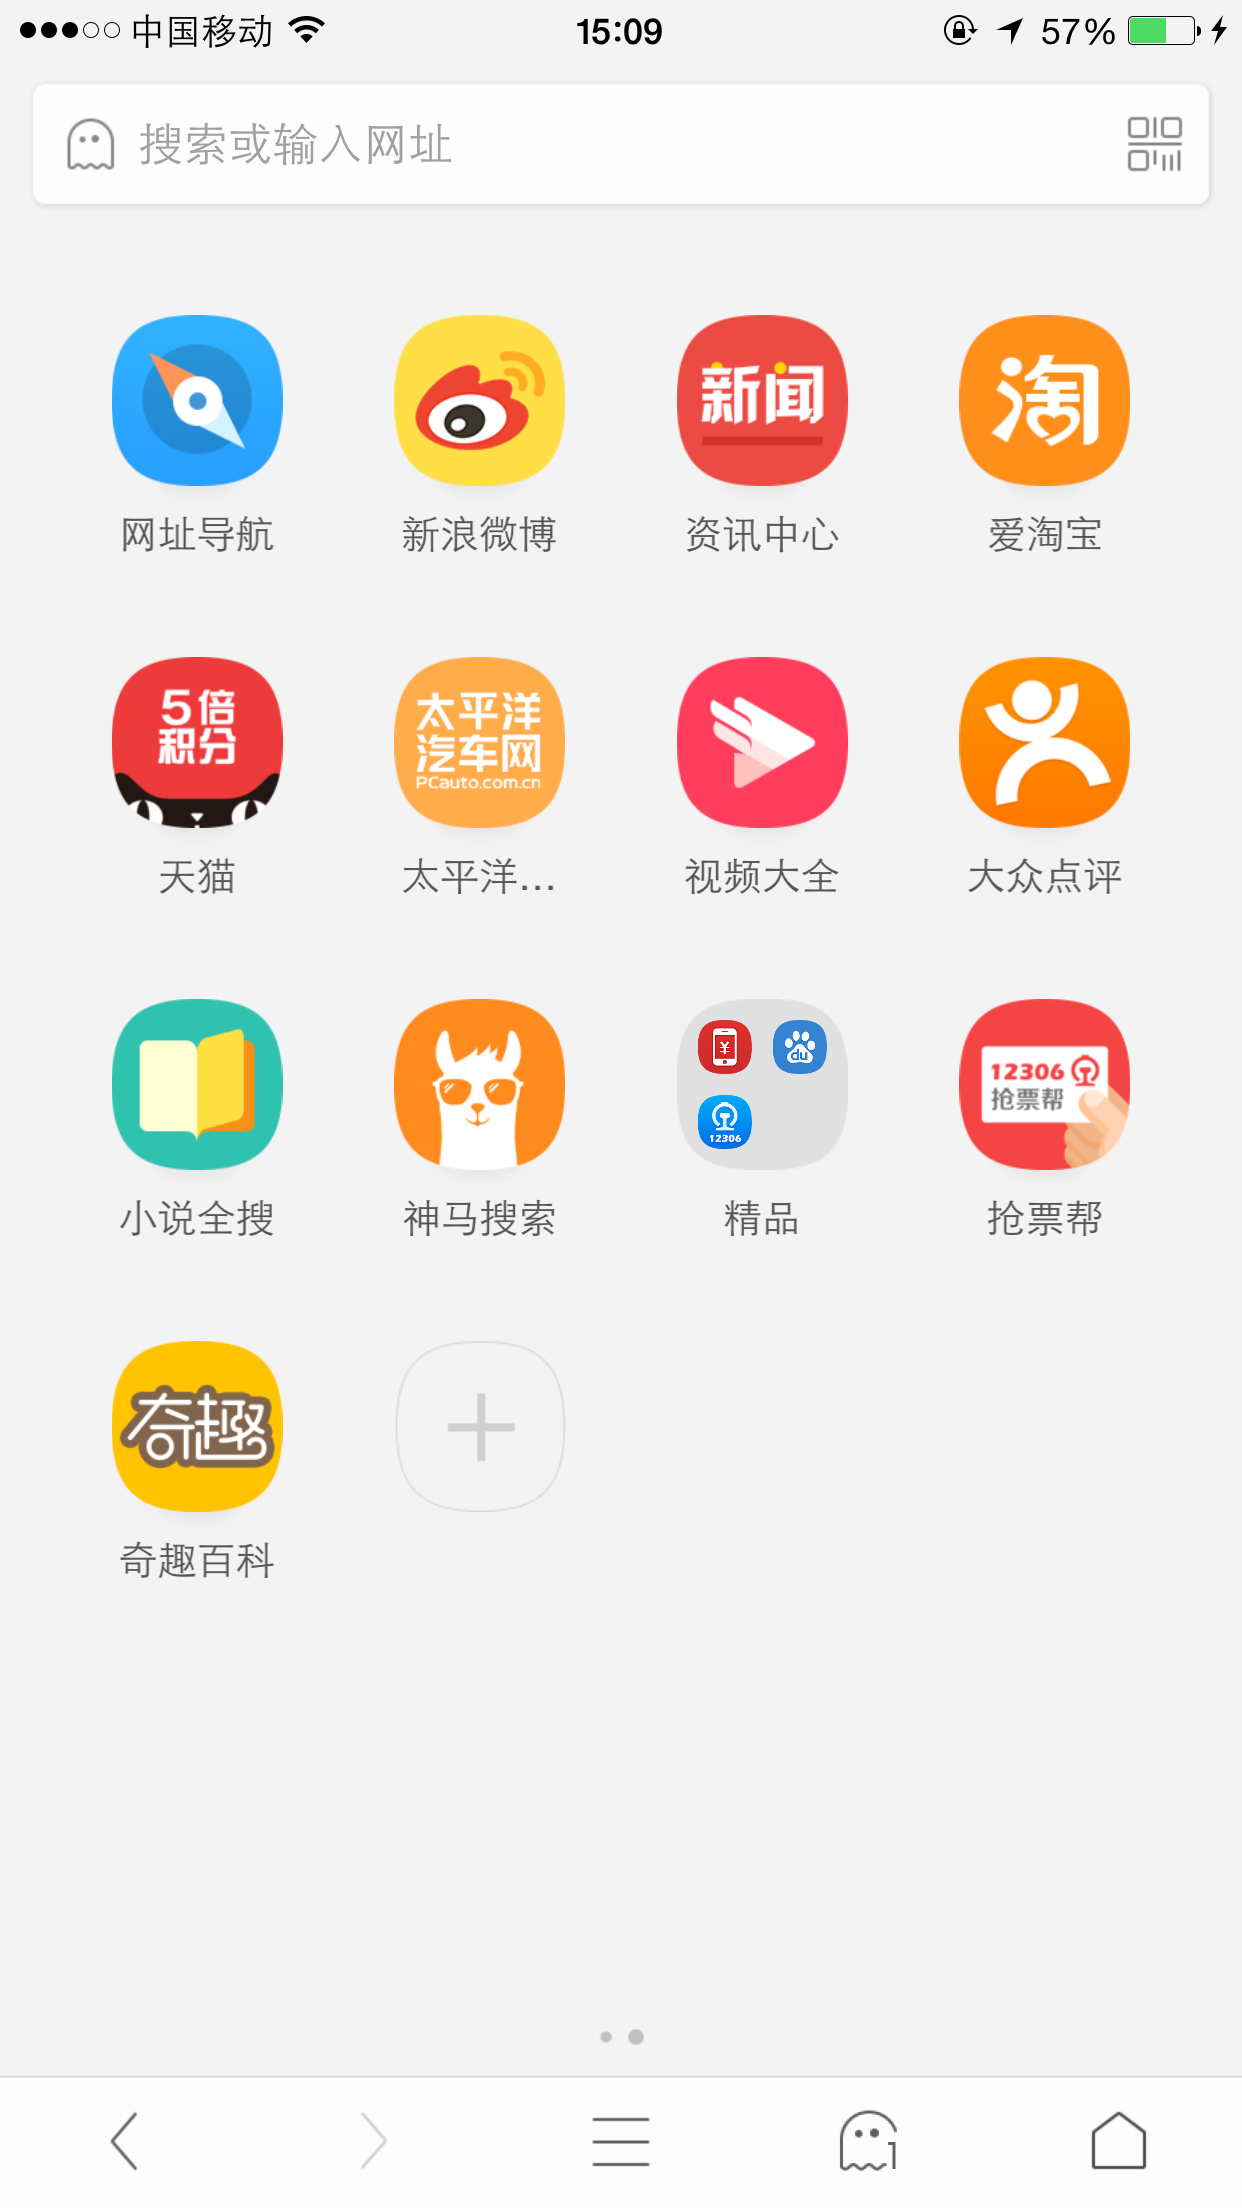 中国移动
15:09
57%
搜索或输入网址
新闻
淘
网址导航
新浪微博
资讯中心
爱淘宝
5倍
积分
太平洋
汽车网
PCauto.com.cn
天猫
太平洋...
视频大全
大众点评
¥
du
12306
12306
抢票帮
小说全搜
神马搜索
精品
抢票帮
奇趣
奇趣百科
1